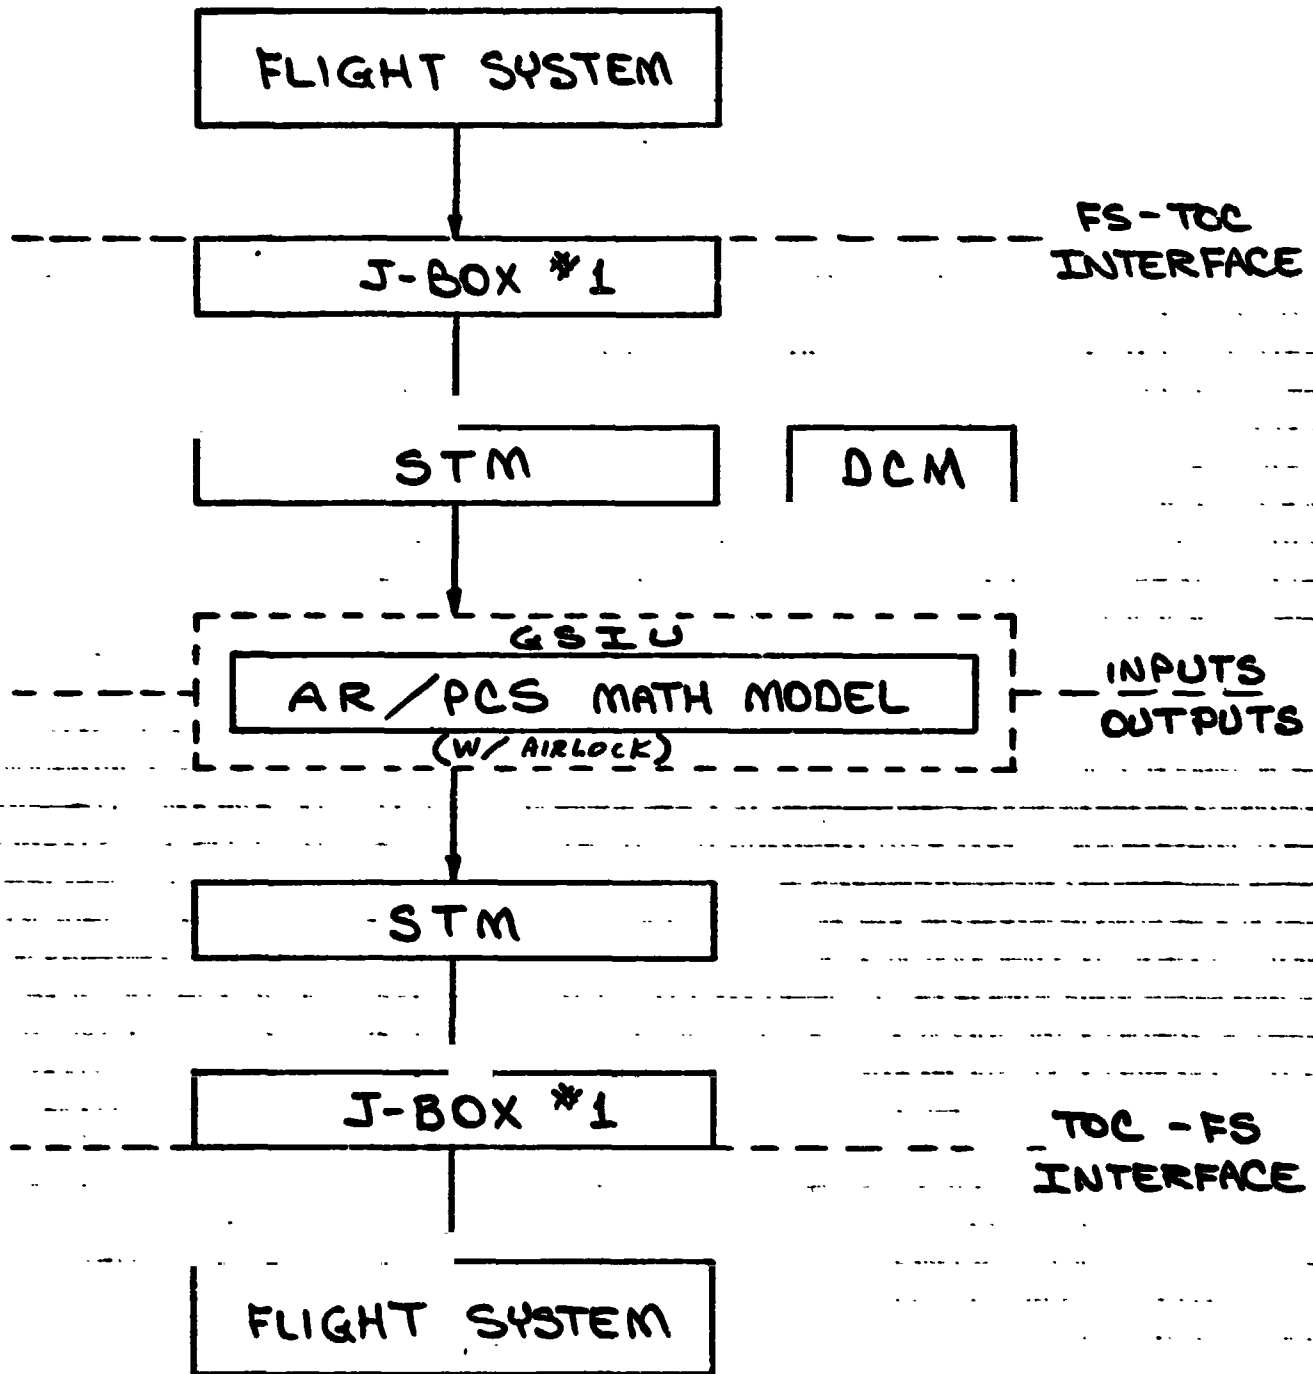 FLIGHT SYSTEM
FS-TOC
INTERFACE
J-BOX #1
STM
DCM
GSIU
AR/PCS MATH MODEL
(W/ AIRLOCK)
INPUTS
OUTPUTS
STM
J-BOX #1
TOC-FS
INTERFACE
FLIGHT SYSTEM